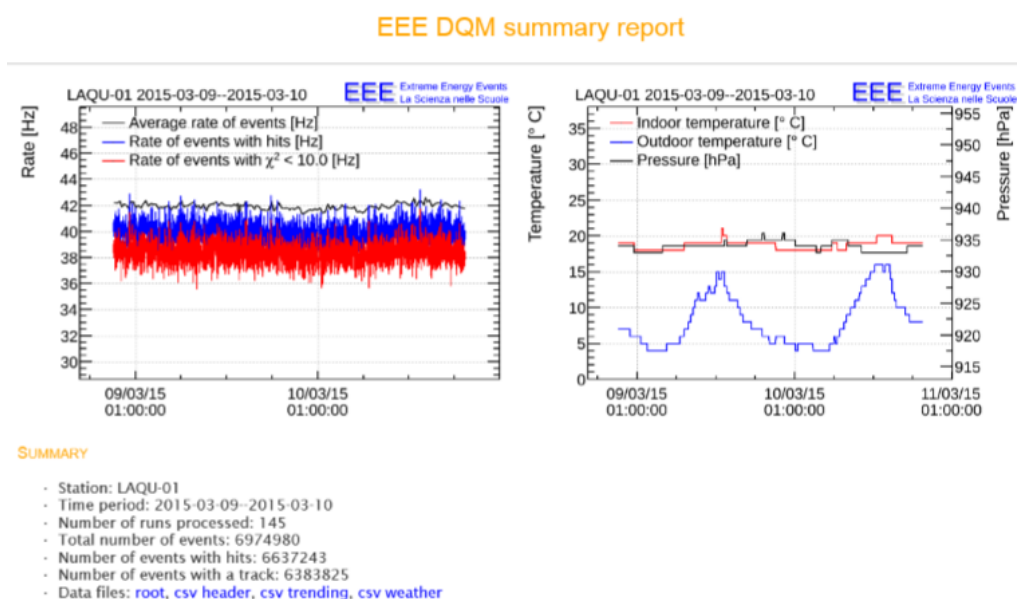 EEE DQM summary report
LAQU-01 2015-03-09--2015-03-10
EEE Extreme Energy Events
La Scienza nelle Scuole
Rate [Hz]
Average rate of events [Hz]
Rate of events with hits [Hz]
Rate of events with χ² < 10.0 [Hz]
48
46
44
42
40
38
36
34
32
30
09/03/15
01:00:00
10/03/15
01:00:00
LAQU-01 2015-03-09--2015-03-10
EEE Extreme Energy Events
La Scienza nelle Scuole
Temperature [° C]
Indoor temperature [° C]
Outdoor temperature [° C]
Pressure [hPa]
35
30
25
20
15
10
5
0
Pressure [hPa]
955
950
945
940
935
930
925
920
915
09/03/15
01:00:00
10/03/15
01:00:00
11/03/15
01:00:00
SUMMARY
· Station: LAQU-01
· Time period: 2015-03-09--2015-03-10
· Number of runs processed: 145
· Total number of events: 6974980
· Number of events with hits: 6637243
· Number of events with a track: 6383825
· Data files: root, csv header, csv trending, csv weather